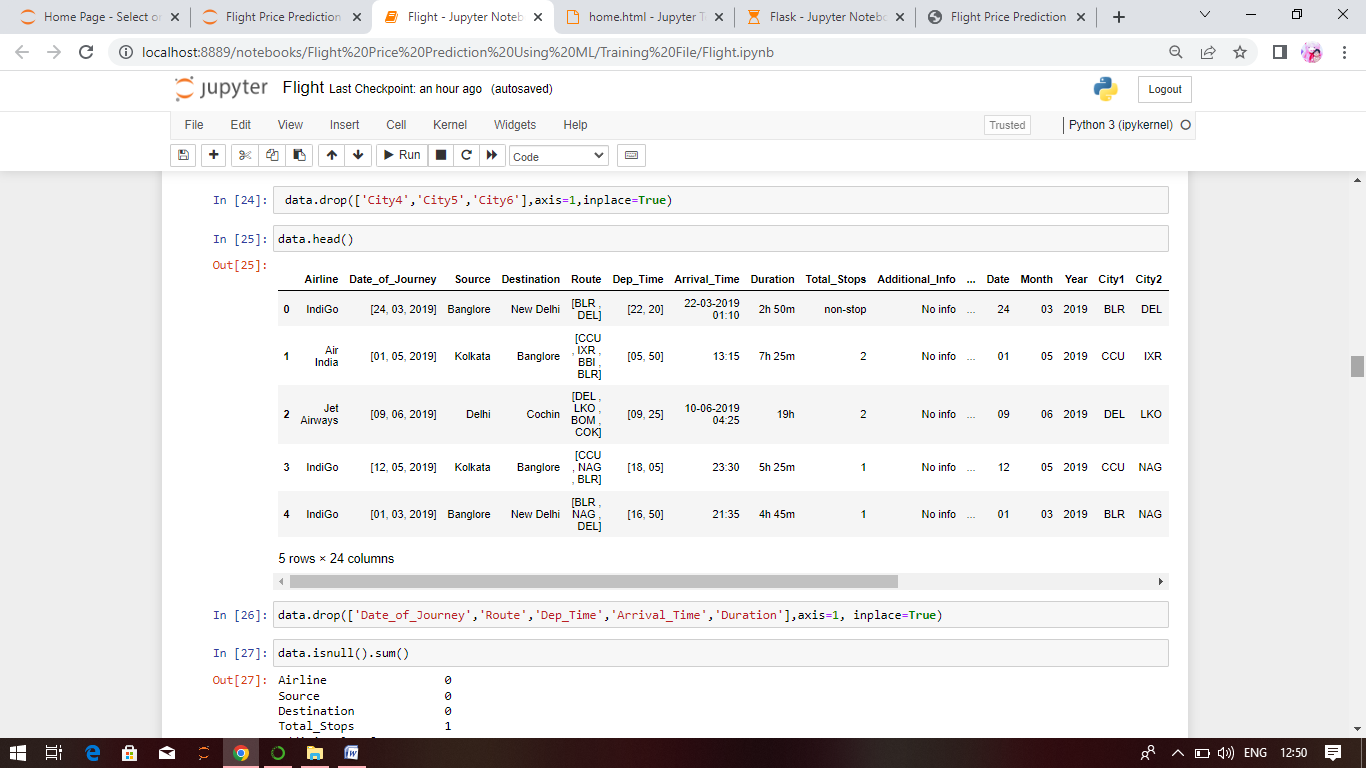 Home Page - Select or
Flight Price Prediction
Flight - Jupyter Noteb
home.html - Jupyter T
Flask - Jupyter Notebo
Flight Price Prediction
localhost:8889/notebooks/Flight%20Price%20Prediction%20Using%20ML/Training%20File/Flight.ipynb
jupyter Flight Last Checkpoint: an hour ago (autosaved)
Logout
File Edit View Insert Cell Kernel Widgets Help
Trusted
Python 3 (ipykernel)
Run
Code
In [24]: data.drop(['City4','City5','City6'],axis=1,inplace=True)
In [25]: data.head()
Out[25]:
Airline Date_of_Journey Source Destination Route Dep_Time Arrival_Time Duration Total_Stops Additional_Info ... Date Month Year City1 City2
0 IndiGo [24, 03, 2019] Banglore New Delhi [BLR , DEL] [22, 20] 22-03-2019 01:10 2h 50m non-stop No info ... 24 03 2019 BLR DEL
1 Air India [01, 05, 2019] Kolkata Banglore [CCU , IXR , BBI , BLR] [05, 50] 13:15 7h 25m 2 No info ... 01 05 2019 CCU IXR
2 Jet Airways [09, 06, 2019] Delhi Cochin [DEL , LKO , BOM , COK] [09, 25] 10-06-2019 04:25 19h 2 No info ... 09 06 2019 DEL LKO
3 IndiGo [12, 05, 2019] Kolkata Banglore [CCU , NAG , BLR] [18, 05] 23:30 5h 25m 1 No info ... 12 05 2019 CCU NAG
4 IndiGo [01, 03, 2019] Banglore New Delhi [BLR , NAG , DEL] [16, 50] 21:35 4h 45m 1 No info ... 01 03 2019 BLR NAG
5 rows × 24 columns
In [26]: data.drop(['Date_of_Journey','Route','Dep_Time','Arrival_Time','Duration'],axis=1, inplace=True)
In [27]: data.isnull().sum()
Out[27]: Airline 0
Source 0
Destination 0
Total_Stops 1
ENG 12:50